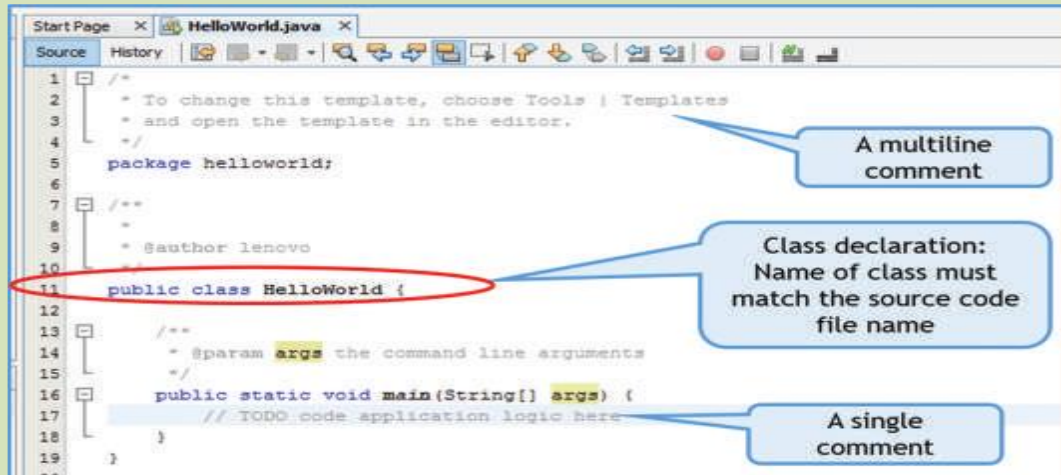 Start Page × HelloWorld.java ×
Source History
1 /*
2 * To change this template, choose Tools | Templates
3 * and open the template in the editor.
4 */
5 package helloworld;
6
7 /**
8 *
9 * @author lenovo
10 */
11 public class HelloWorld {
12
13 /**
14 * @param args the command line arguments
15 */
16 public static void main(String[] args) {
17 // TODO code application logic here
18 }
19 }
A multiline
comment
Class declaration:
Name of class must
match the source code
file name
A single
comment